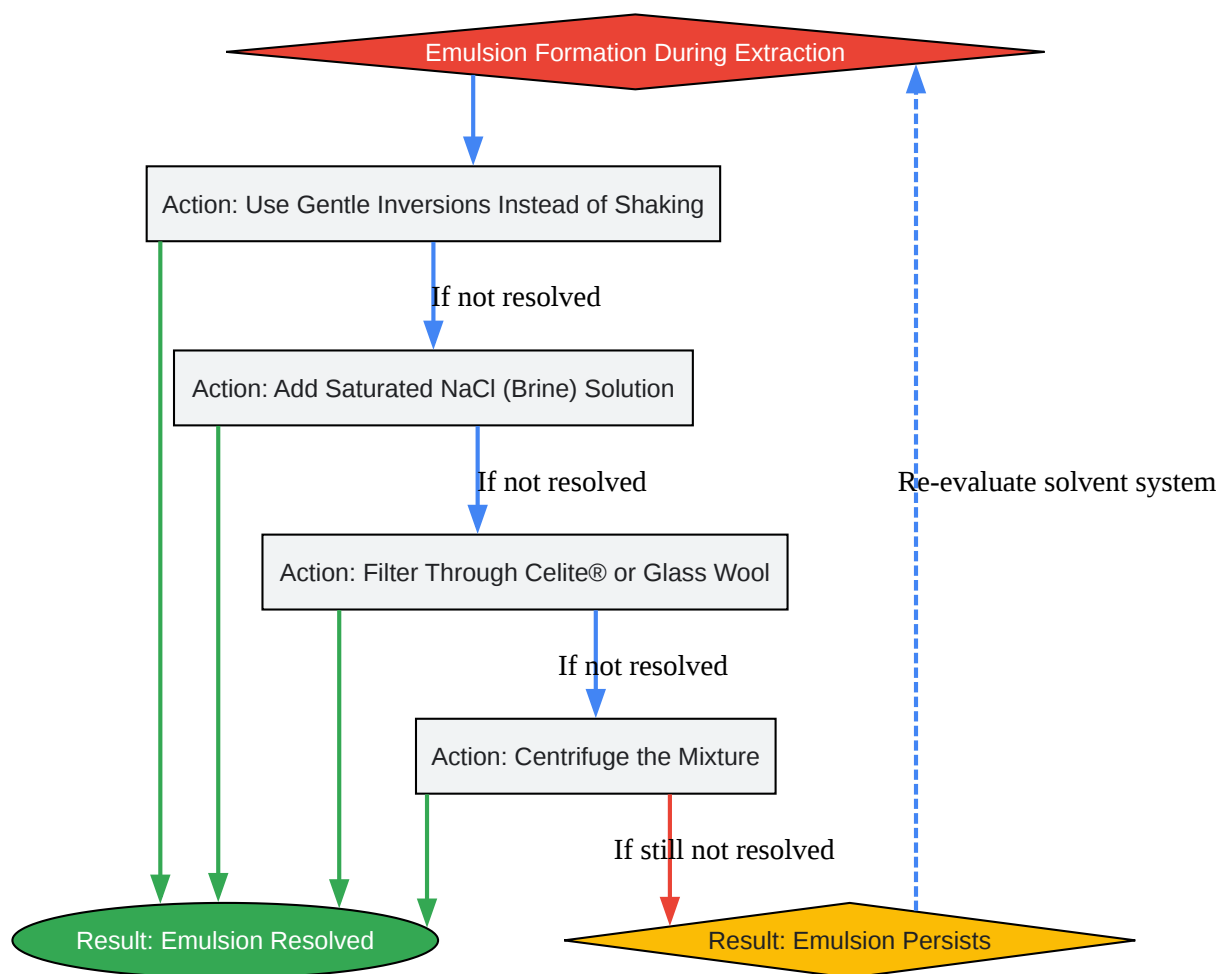 Emulsion Formation During Extraction
Action: Use Gentle Inversions Instead of Shaking
If not resolved
Action: Add Saturated NaCl (Brine) Solution
If not resolved
Re-evaluate solvent system
Action: Filter Through Celite® or Glass Wool
If not resolved
Action: Centrifuge the Mixture
If still not resolved
Result: Emulsion Resolved
Result: Emulsion Persists